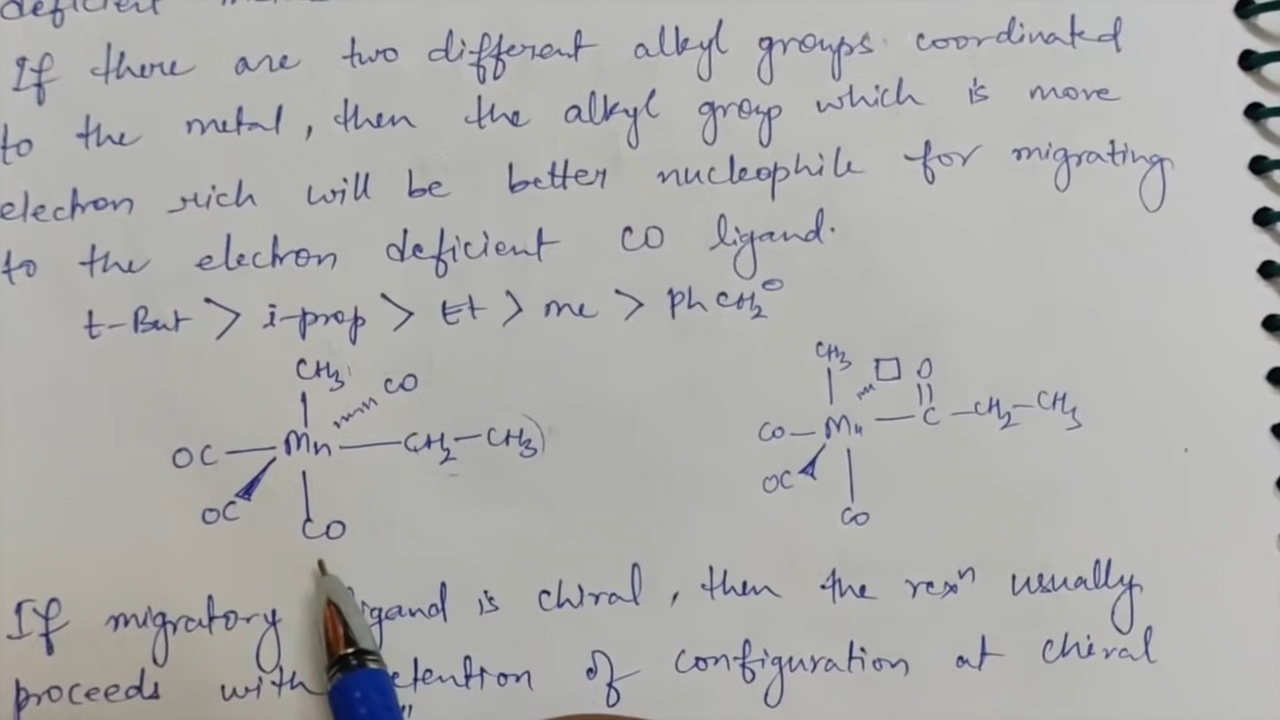 deficient
If there are two different alkyl groups coordinated
to the metal, then the alkyl group which is more
electron rich will be better nucleophile for migrating
to the electron deficient CO ligand.
t-But > i-prop > Et > me > PhCH₂⊖
CH₃ CO
OC Mn CH₂-CH₃
OC CO
CH₃ O
CO Mn C CH₂-CH₃
OC CO
If migratory ligand is chiral, then the rexⁿ usually
proceeds with of configuration at chiral